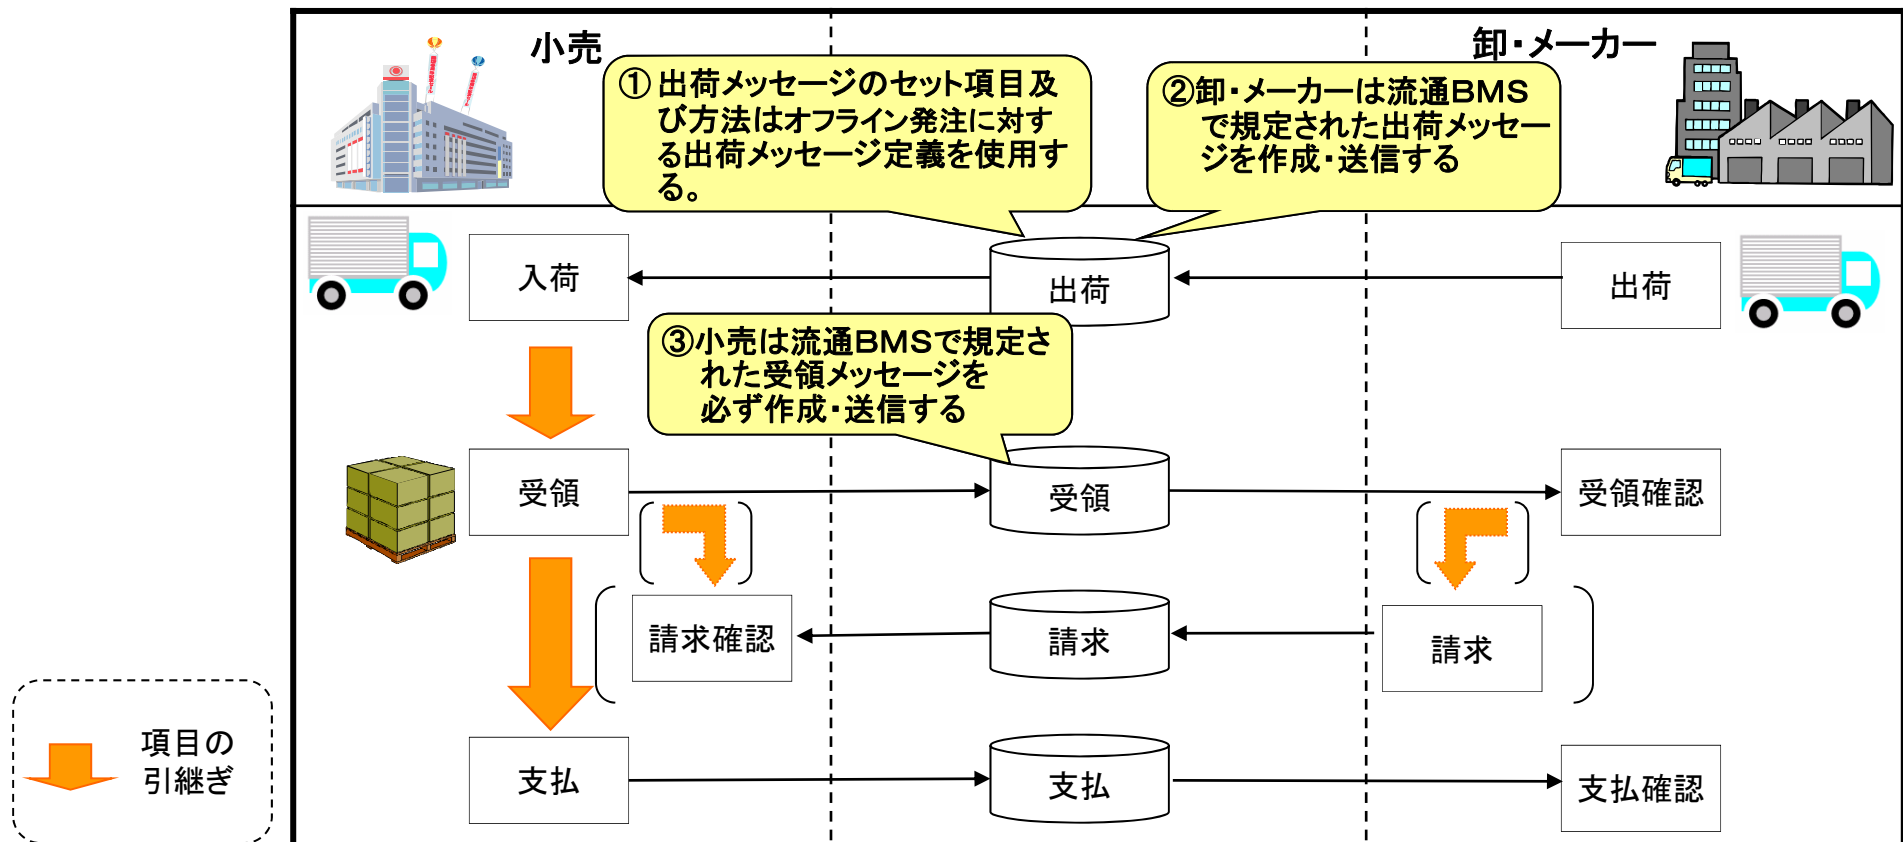 小売
卸・メーカー
① 出荷メッセージのセット項目及
び方法はオフライン発注に対す
る出荷メッセージ定義を使用す
る。
②卸・メーカーは流通BMS
で規定された出荷メッセー
ジを作成・送信する
入荷
出荷
出荷
③小売は流通BMSで規定さ
れた受領メッセージを
必ず作成・送信する
受領
受領
受領確認
請求確認
請求
請求
項目の
引継ぎ
支払
支払
支払確認